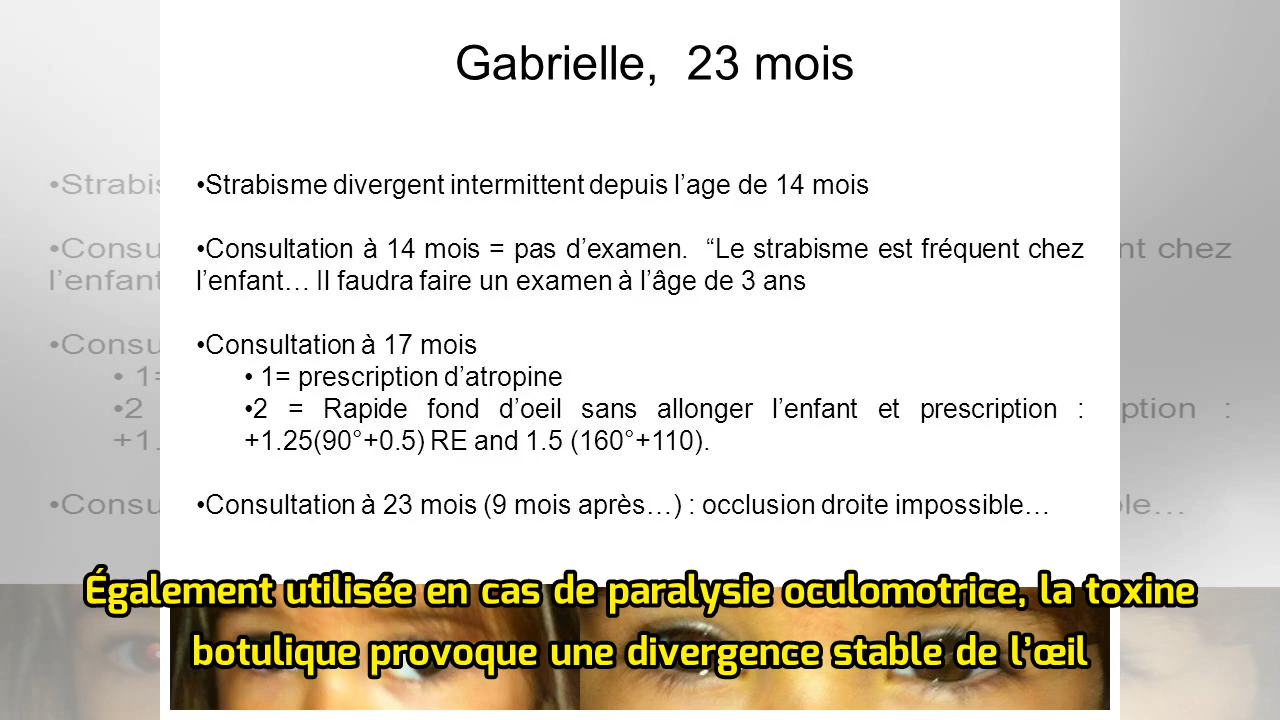 Gabrielle,  23 mois
•Strabisme divergent intermittent depuis l’age de 14 mois
•Consultation à 14 mois = pas d’examen.  “Le strabisme est fréquent chez
l’enfant… Il faudra faire un examen à l’âge de 3 ans
•Consultation à 17 mois
• 1= prescription d’atropine
•2 = Rapide fond d’oeil sans allonger l’enfant et prescription :
+1.25(90°+0.5) RE and 1.5 (160°+110).
•Consultation à 23 mois (9 mois après…) : occlusion droite impossible…
Également utilisée en cas de paralysie oculomotrice, la toxine
botulique provoque une divergence stable de l’œil